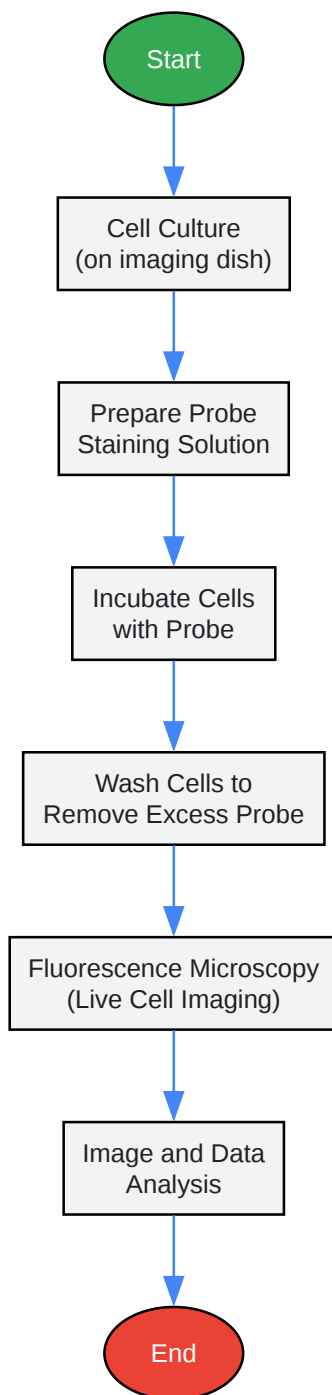 Start
Cell Culture
(on imaging dish)
Prepare Probe
Staining Solution
Incubate Cells
with Probe
Wash Cells to
Remove Excess Probe
Fluorescence Microscopy
(Live Cell Imaging)
Image and Data
Analysis
End